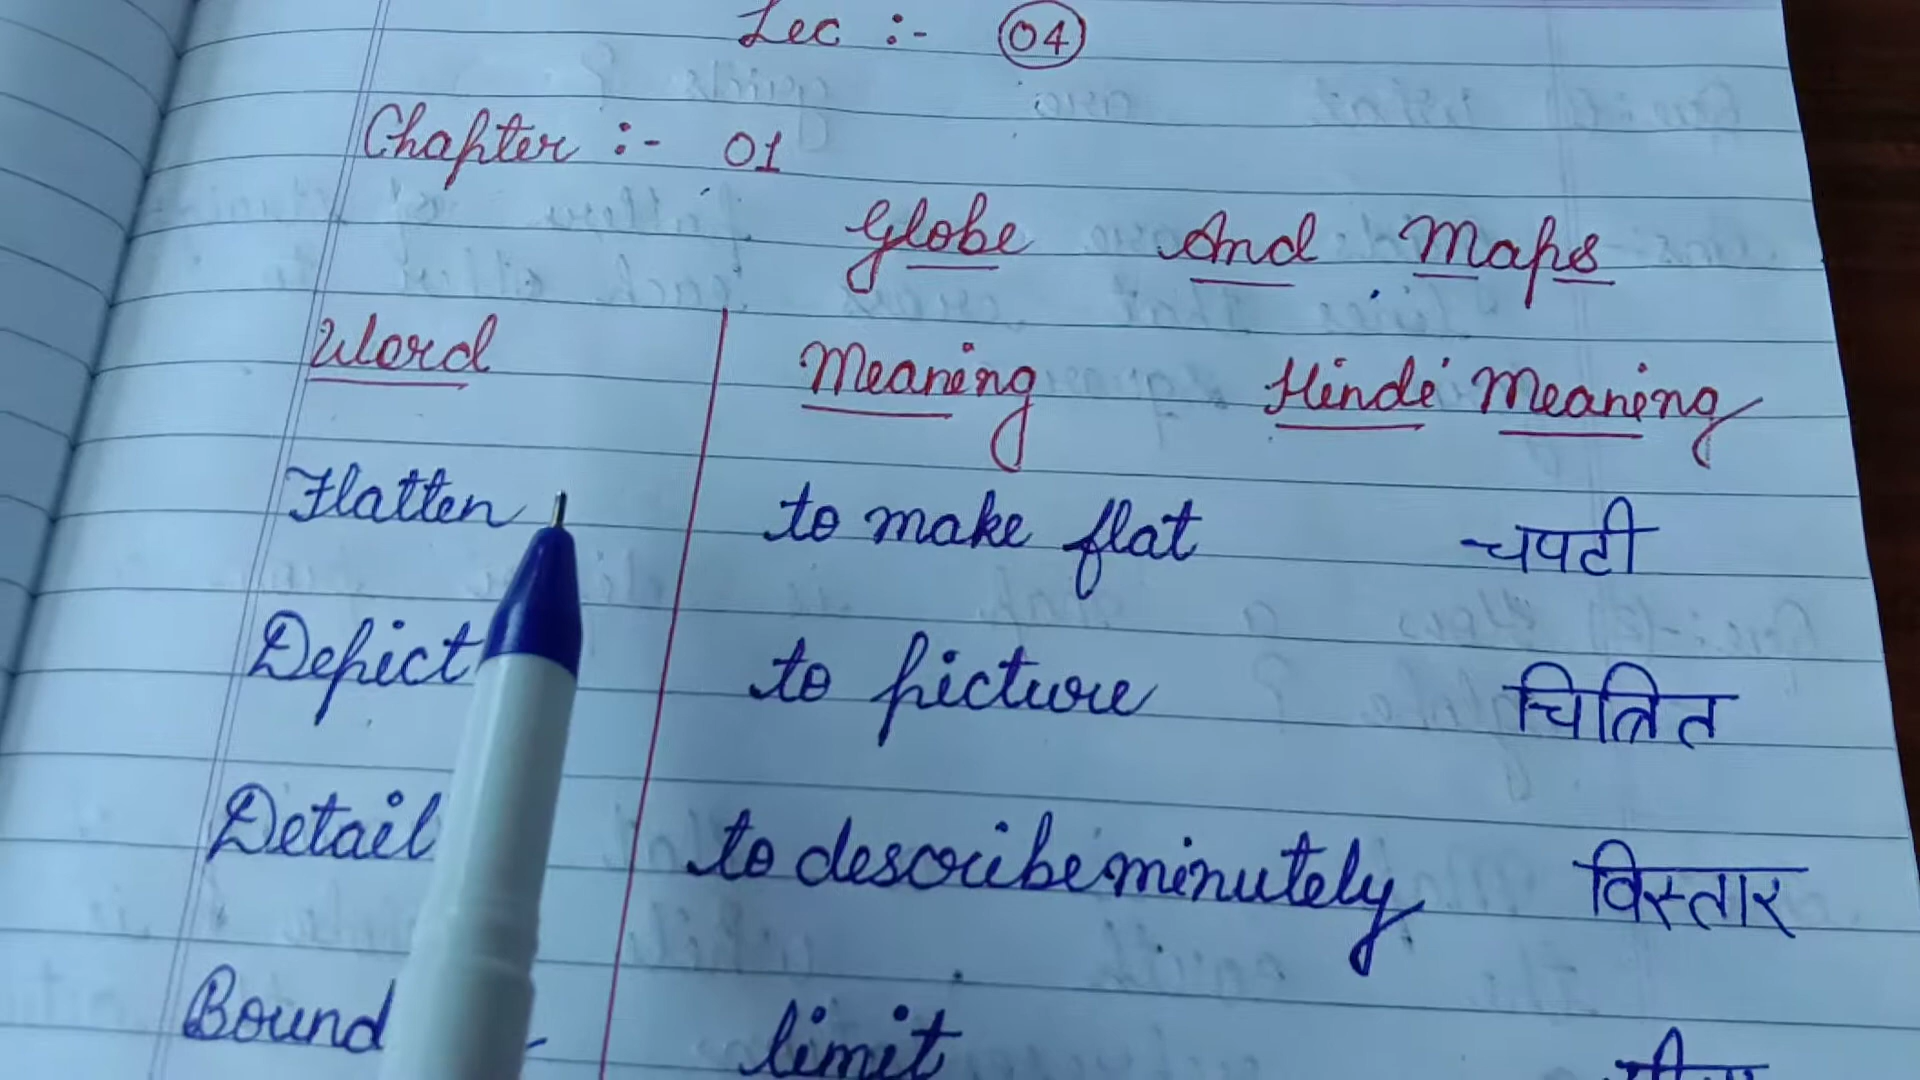 Lec :- 04
Chapter :- 01
Globe And Maps
Word Meaning Hindi Meaning
Flatten to make flat चपटी
Depict to picture चित्रित
Detail to describe minutely विस्तार
Bound limit